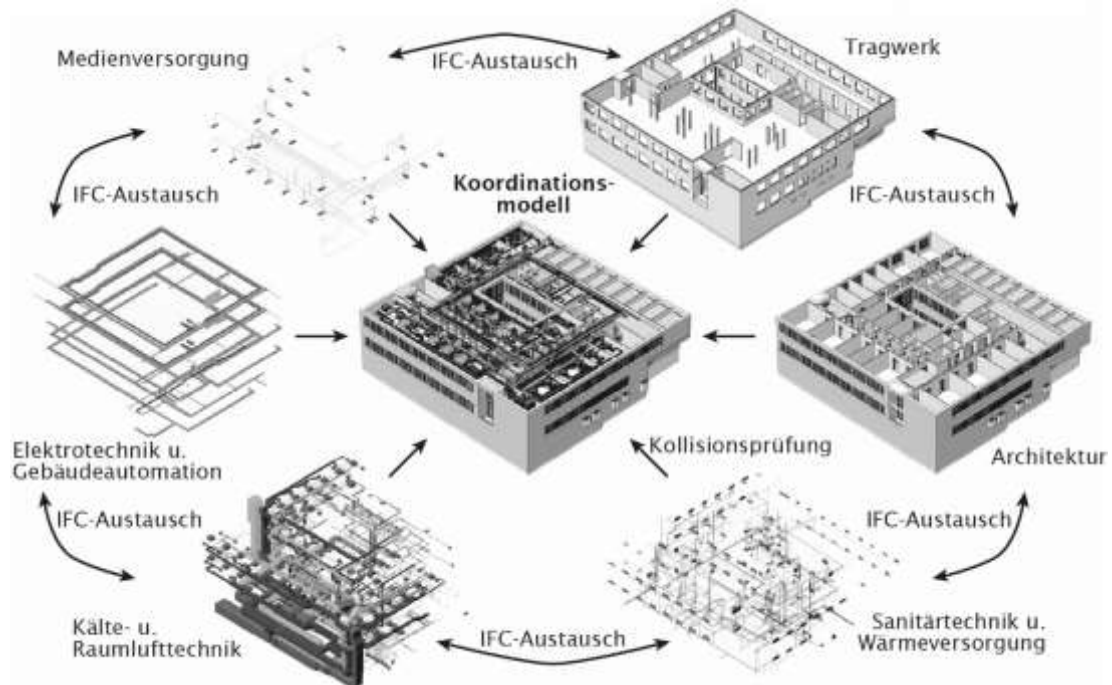 Medienversorgung
IFC-Austausch
Tragwerk
IFC-Austausch
Koordinations-
modell
IFC-Austausch
Elektrotechnik u.
Gebäudeautomation
Kollisionsprüfung
Architektur
IFC-Austausch
IFC-Austausch
Kälte- u.
Raumlufttechnik
IFC-Austausch
Sanitärtechnik u.
Wärmeversorgung